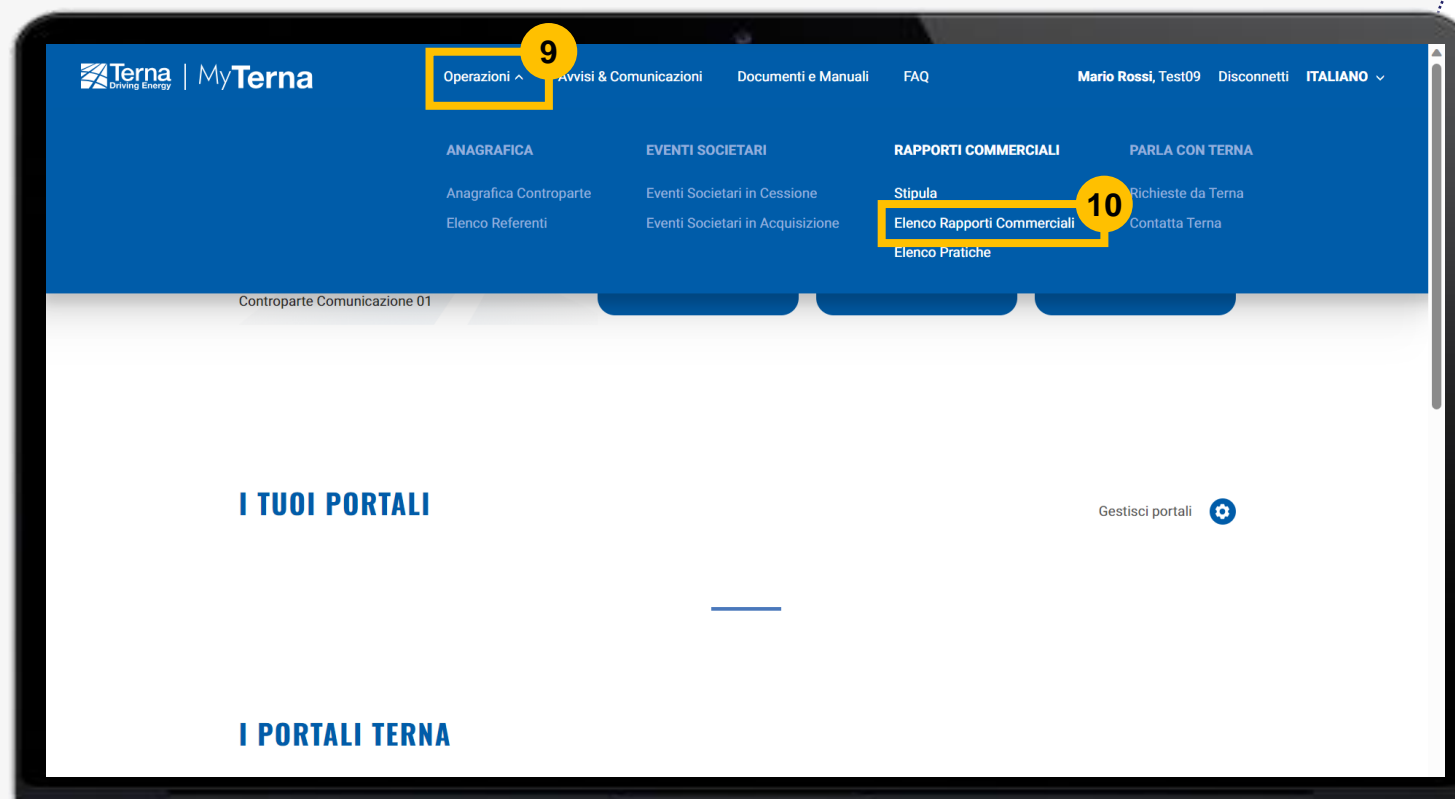 9
Terna Driving Energy | MyTerna
Operazioni Avvisi & Comunicazioni Documenti e Manuali FAQ Mario Rossi, Test09 Disconnetti ITALIANO
ANAGRAFICA EVENTI SOCIETARI RAPPORTI COMMERCIALI PARLA CON TERNA
Anagrafica Controparte Eventi Societari in Cessione Stipula 10 Richieste da Terna
Elenco Referenti Eventi Societari in Acquisizione Elenco Rapporti Commerciali Contatta Terna
Elenco Pratiche
Controparte Comunicazione 01
I TUOI PORTALI Gestisci portali
I PORTALI TERNA